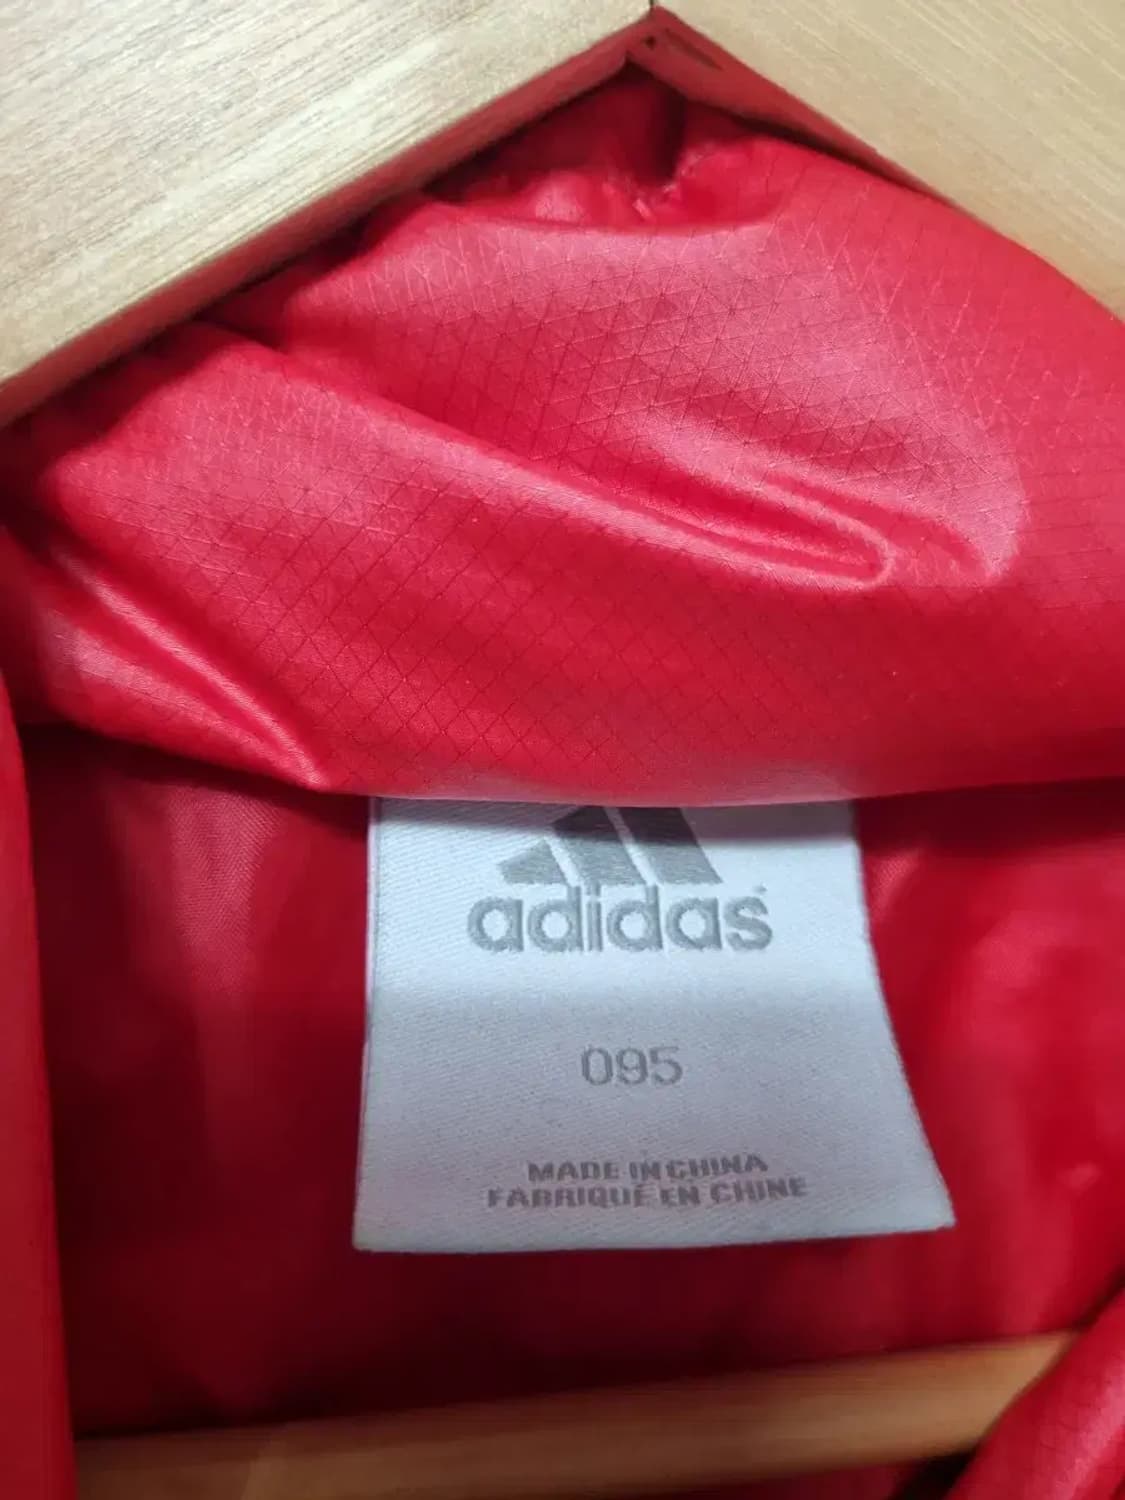 adidas
095
MADE IN CHINA
FABRIQUÉ EN CHINE